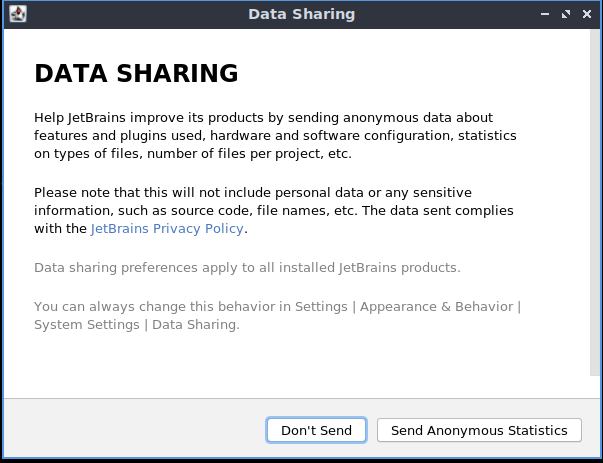 Data Sharing
DATA SHARING
Help JetBrains improve its products by sending anonymous data about
features and plugins used, hardware and software configuration, statistics
on types of files, number of files per project, etc.
Please note that this will not include personal data or any sensitive
information, such as source code, file names, etc. The data sent complies
with the JetBrains Privacy Policy.
Data sharing preferences apply to all installed JetBrains products.
You can always change this behavior in Settings | Appearance & Behavior |
System Settings | Data Sharing.
Don't Send
Send Anonymous Statistics